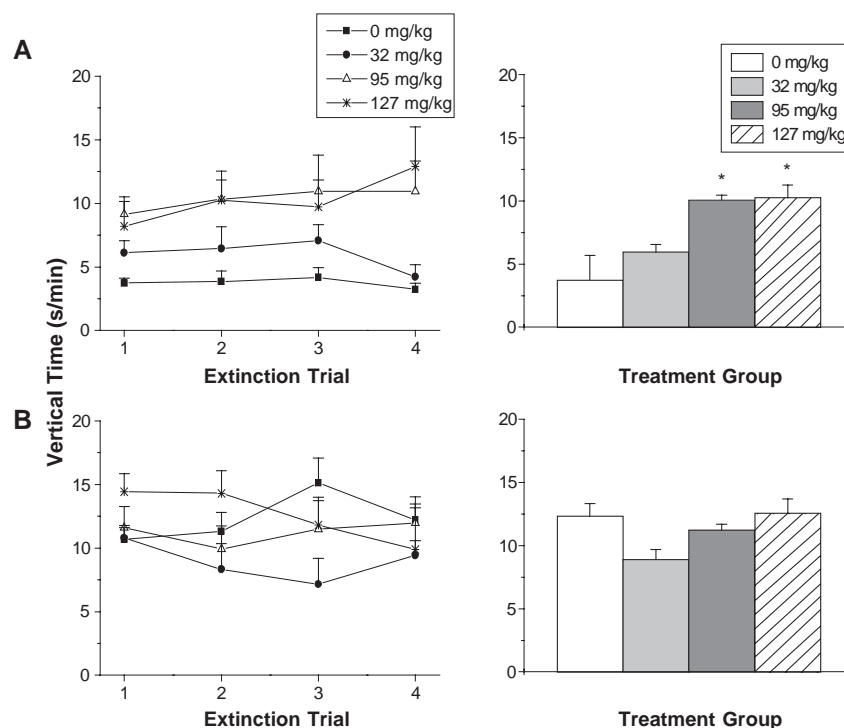 A
0 mg/kg
32 mg/kg
95 mg/kg
127 mg/kg
20
15
10
5
0
1 2 3 4
Extinction Trial
0 mg/kg
32 mg/kg
95 mg/kg
127 mg/kg
20
15
10
5
0
* *
Treatment Group
Vertical Time (s/min)
B
20
15
10
5
0
1 2 3 4
Extinction Trial
20
15
10
5
0
Treatment Group